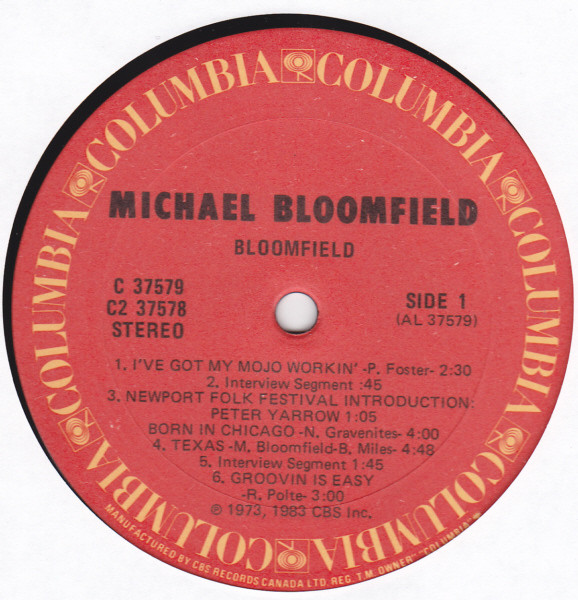 COLUMBIA COLUMBIA COLUMBIA COLUMBIA COLUMBIA COLUMBIA
MICHAEL BLOOMFIELD
BLOOMFIELD
C 37579
C2 37578
STEREO
SIDE 1
(AL 37579)
1. I'VE GOT MY MOJO WORKIN' -P. Foster- 2:30
2. Interview Segment :45
3. NEWPORT FOLK FESTIVAL INTRODUCTION:
PETER YARROW 1:05
BORN IN CHICAGO -N. Gravenites- 4:00
4. TEXAS -M. Bloomfield-B. Miles- 4:48
5. Interview Segment 1:45
6. GROOVIN IS EASY
-R. Polte- 3:00
℗ 1973, 1983 CBS Inc.
MANUFACTURED BY CBS RECORDS CANADA LTD. REG. T.M. OWNER "COLUMBIA"